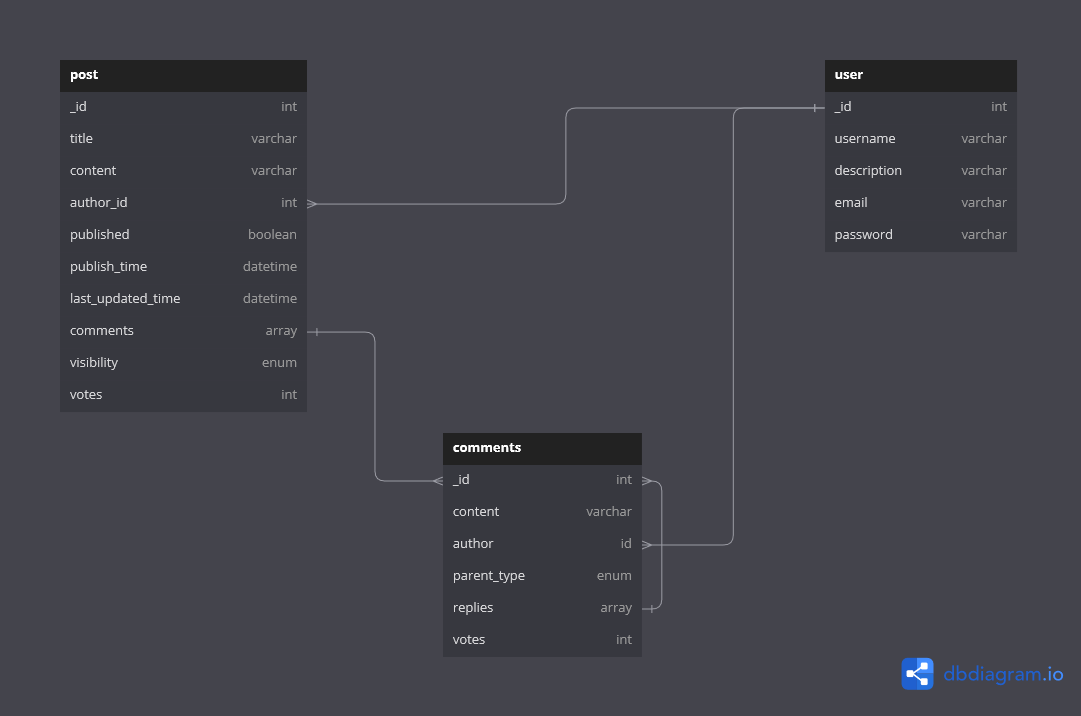 post
_id int
title varchar
content varchar
author_id int
published boolean
publish_time datetime
last_updated_time datetime
comments array
visibility enum
votes int
user
_id int
username varchar
description varchar
email varchar
password varchar
comments
_id int
content varchar
author id
parent_type enum
replies array
votes int
dbdiagram.io